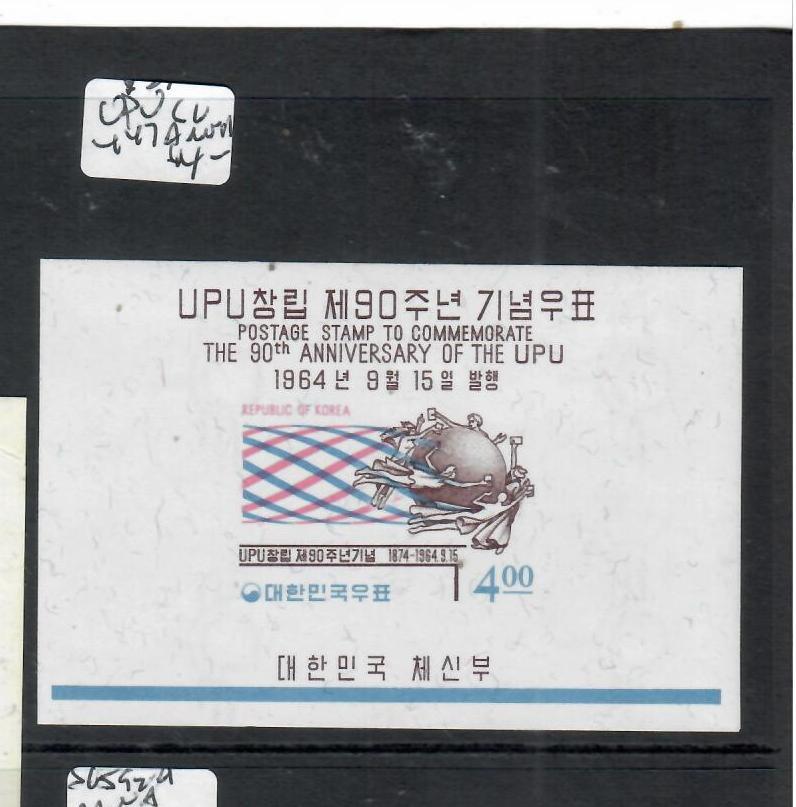 UPU CV
UPU창립 제90주년 기념우표
POSTAGE STAMP TO COMMEMORATE
THE 90th ANNIVERSARY OF THE UPU
1964년 9월 15일 발행
REPUBLIC OF KOREA
UPU창립 제90주년기념 1874-1964.9.15
대한민국우표 400
대한민국 체신부